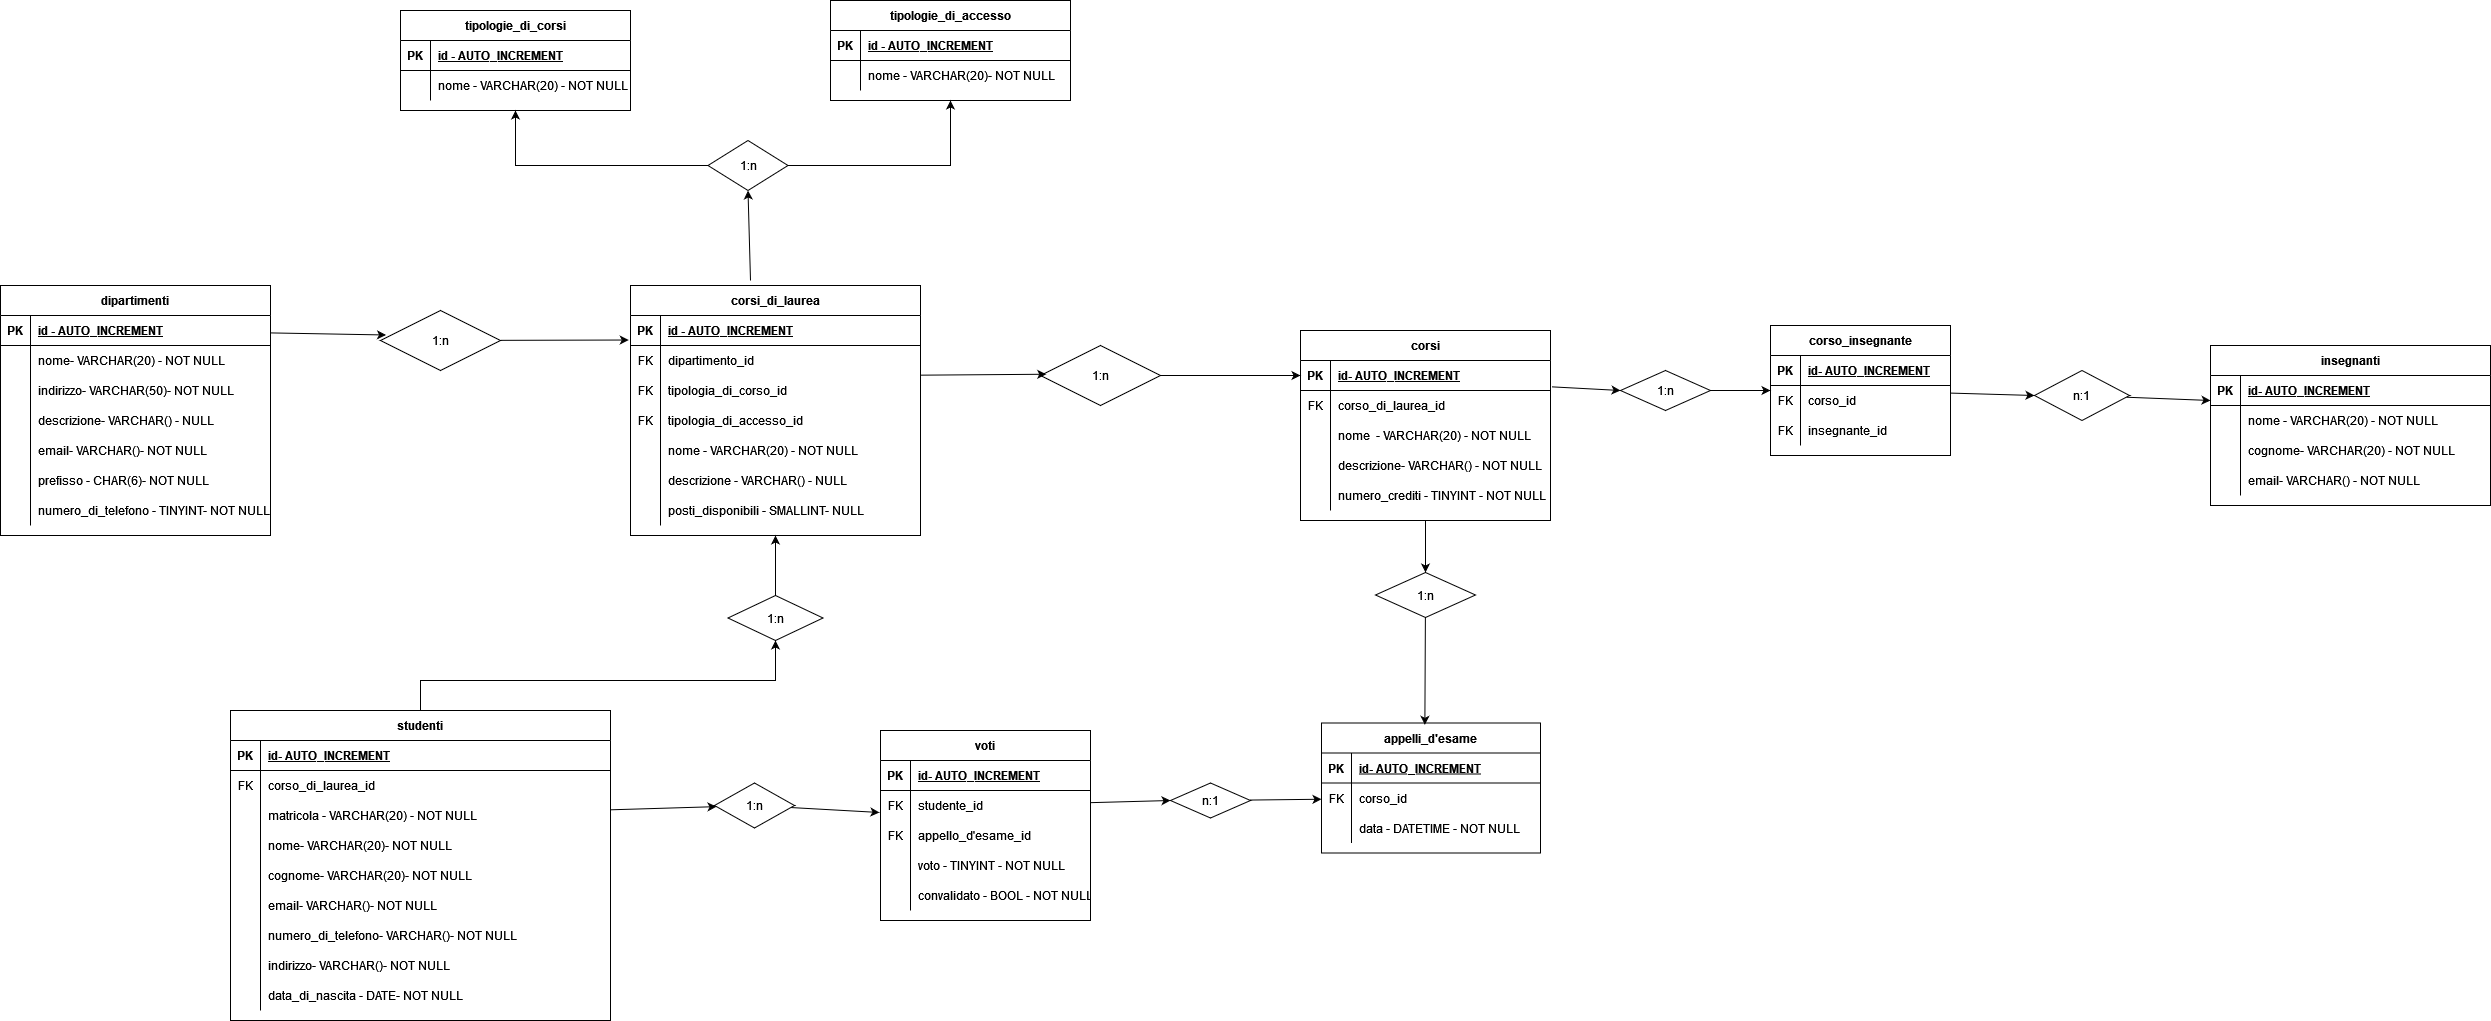 tipologie_di_corsi
PK id - AUTO_INCREMENT
nome - VARCHAR(20) - NOT NULL
tipologie_di_accesso
PK id - AUTO_INCREMENT
nome - VARCHAR(20)- NOT NULL
1:n
dipartimenti
PK id - AUTO_INCREMENT
nome- VARCHAR(20) - NOT NULL
indirizzo- VARCHAR(50)- NOT NULL
descrizione- VARCHAR() - NULL
email- VARCHAR()- NOT NULL
prefisso - CHAR(6)- NOT NULL
numero_di_telefono - TINYINT- NOT NULL
1:n
corsi_di_laurea
PK id - AUTO_INCREMENT
FK dipartimento_id
FK tipologia_di_corso_id
FK tipologia_di_accesso_id
nome - VARCHAR(20) - NOT NULL
descrizione - VARCHAR() - NULL
posti_disponibili - SMALLINT- NULL
1:n
corsi
PK id- AUTO_INCREMENT
FK corso_di_laurea_id
nome  - VARCHAR(20) - NOT NULL
descrizione- VARCHAR() - NOT NULL
numero_crediti - TINYINT - NOT NULL
1:n
corso_insegnante
PK id- AUTO_INCREMENT
FK corso_id
FK insegnante_id
n:1
insegnanti
PK id- AUTO_INCREMENT
nome - VARCHAR(20) - NOT NULL
cognome- VARCHAR(20) - NOT NULL
email- VARCHAR() - NOT NULL
1:n
1:n
studenti
PK id- AUTO_INCREMENT
FK corso_di_laurea_id
matricola - VARCHAR(20) - NOT NULL
nome- VARCHAR(20)- NOT NULL
cognome- VARCHAR(20)- NOT NULL
email- VARCHAR()- NOT NULL
numero_di_telefono- VARCHAR()- NOT NULL
indirizzo- VARCHAR()- NOT NULL
data_di_nascita - DATE- NOT NULL
1:n
voti
PK id- AUTO_INCREMENT
FK studente_id
FK appello_d'esame_id
voto - TINYINT - NOT NULL
convalidato - BOOL - NOT NULL
n:1
appelli_d'esame
PK id- AUTO_INCREMENT
FK corso_id
data - DATETIME - NOT NULL